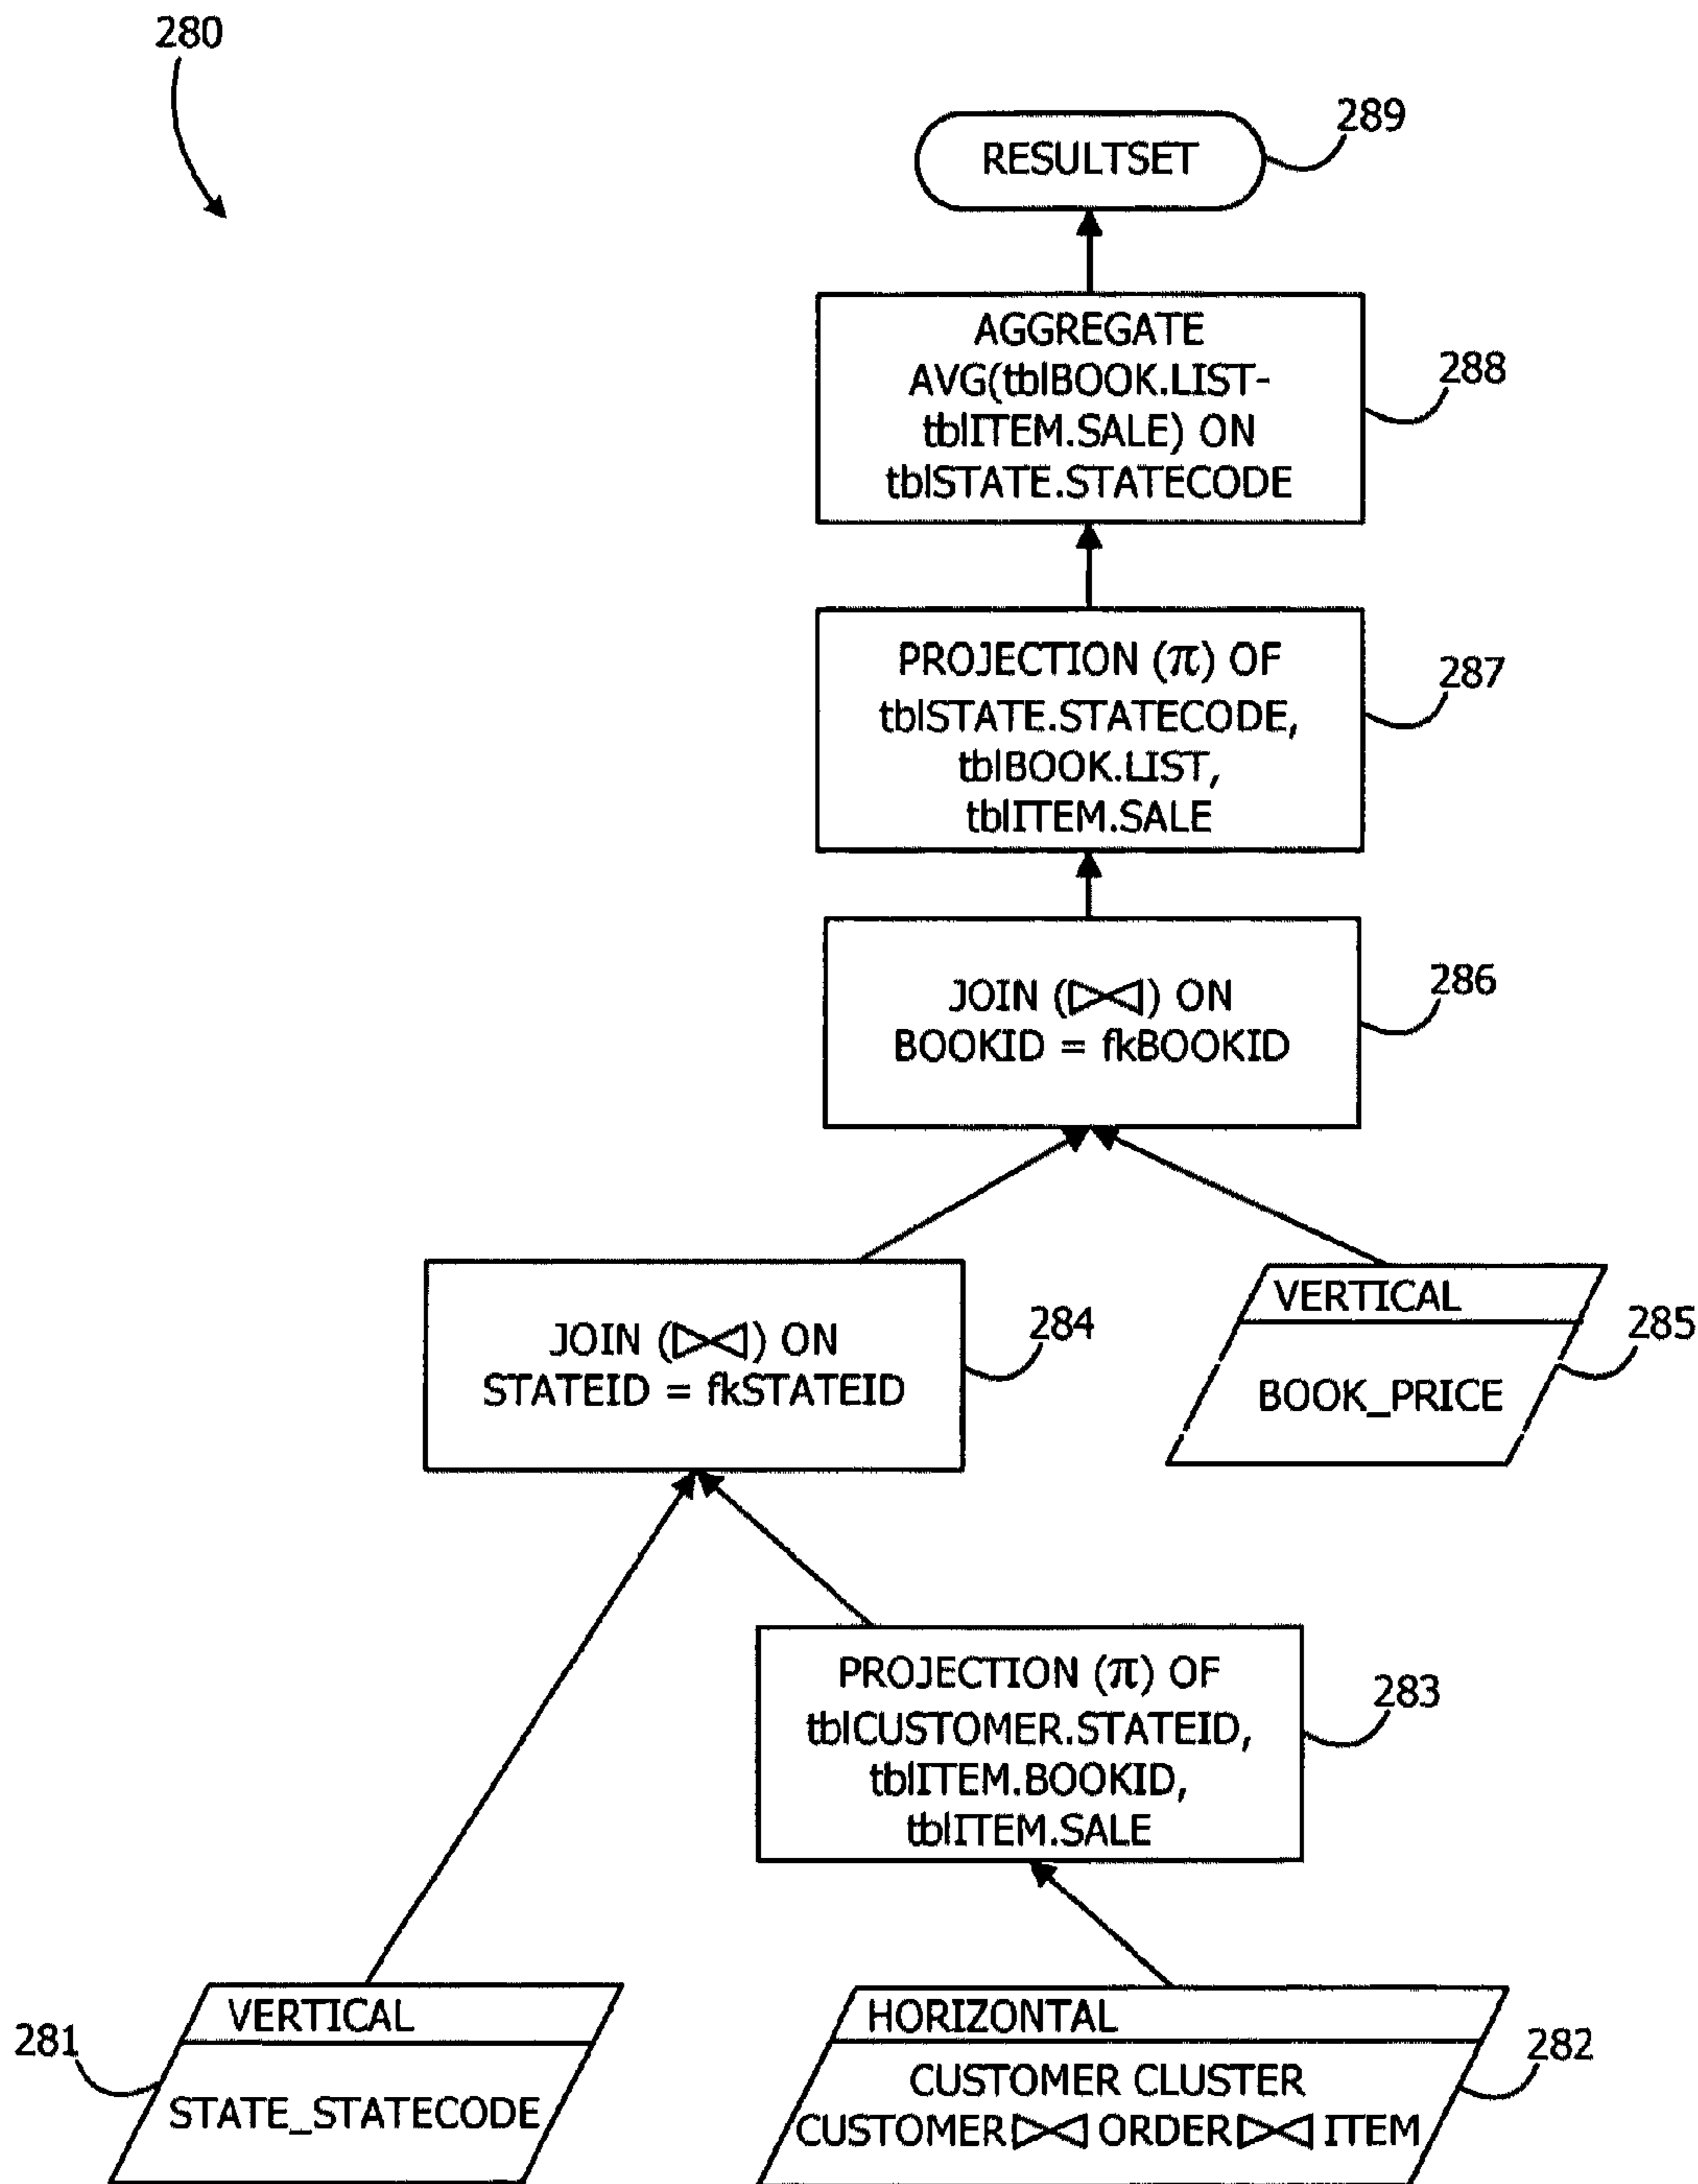 280
289
RESULTSET
AGGREGATE
AVG(tblBOOK.LIST-
tblITEM.SALE) ON
tblSTATE.STATECODE
288
PROJECTION (π) OF
tblSTATE.STATECODE,
tblBOOK.LIST,
tblITEM.SALE
287
JOIN (▷◁) ON
BOOKID = fkBOOKID
286
JOIN (▷◁) ON
STATEID = fkSTATEID
284
VERTICAL
BOOK_PRICE
285
PROJECTION (π) OF
tblCUSTOMER.STATEID,
tblITEM.BOOKID,
tblITEM.SALE
283
VERTICAL
STATE_STATECODE
281
HORIZONTAL
CUSTOMER CLUSTER
CUSTOMER ▷◁ ORDER ▷◁ ITEM
282